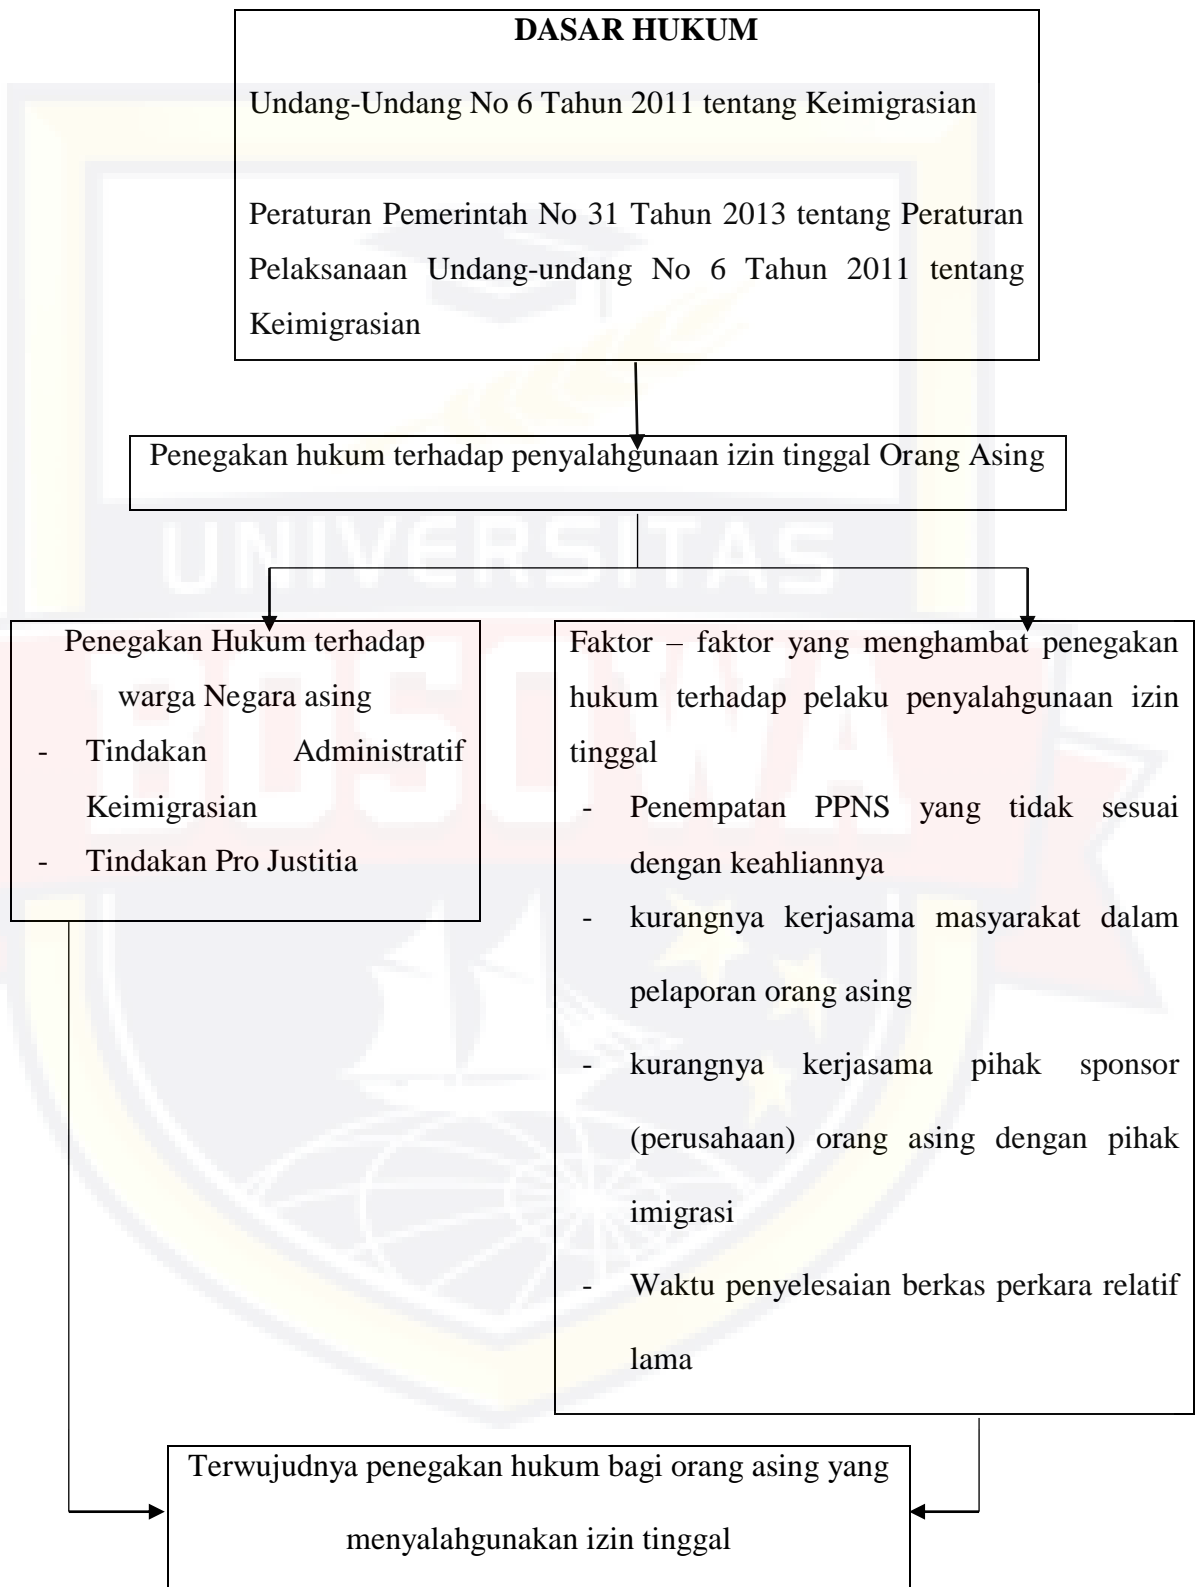 DASAR HUKUM
Undang-Undang No 6 Tahun 2011 tentang Keimigrasian
Peraturan Pemerintah No 31 Tahun 2013 tentang Peraturan
Pelaksanaan Undang-undang No 6 Tahun 2011 tentang
Keimigrasian
Penegakan hukum terhadap penyalahgunaan izin tinggal Orang Asing
UNIVERSITAS
BOSOWA
Penegakan Hukum terhadap
warga Negara asing
- Tindakan Administratif
Keimigrasian
- Tindakan Pro Justitia
Faktor – faktor yang menghambat penegakan
hukum terhadap pelaku penyalahgunaan izin
tinggal
- Penempatan PPNS yang tidak sesuai
dengan keahliannya
- kurangnya kerjasama masyarakat dalam
pelaporan orang asing
- kurangnya kerjasama pihak sponsor
(perusahaan) orang asing dengan pihak
imigrasi
- Waktu penyelesaian berkas perkara relatif
lama
Terwujudnya penegakan hukum bagi orang asing yang
menyalahgunakan izin tinggal